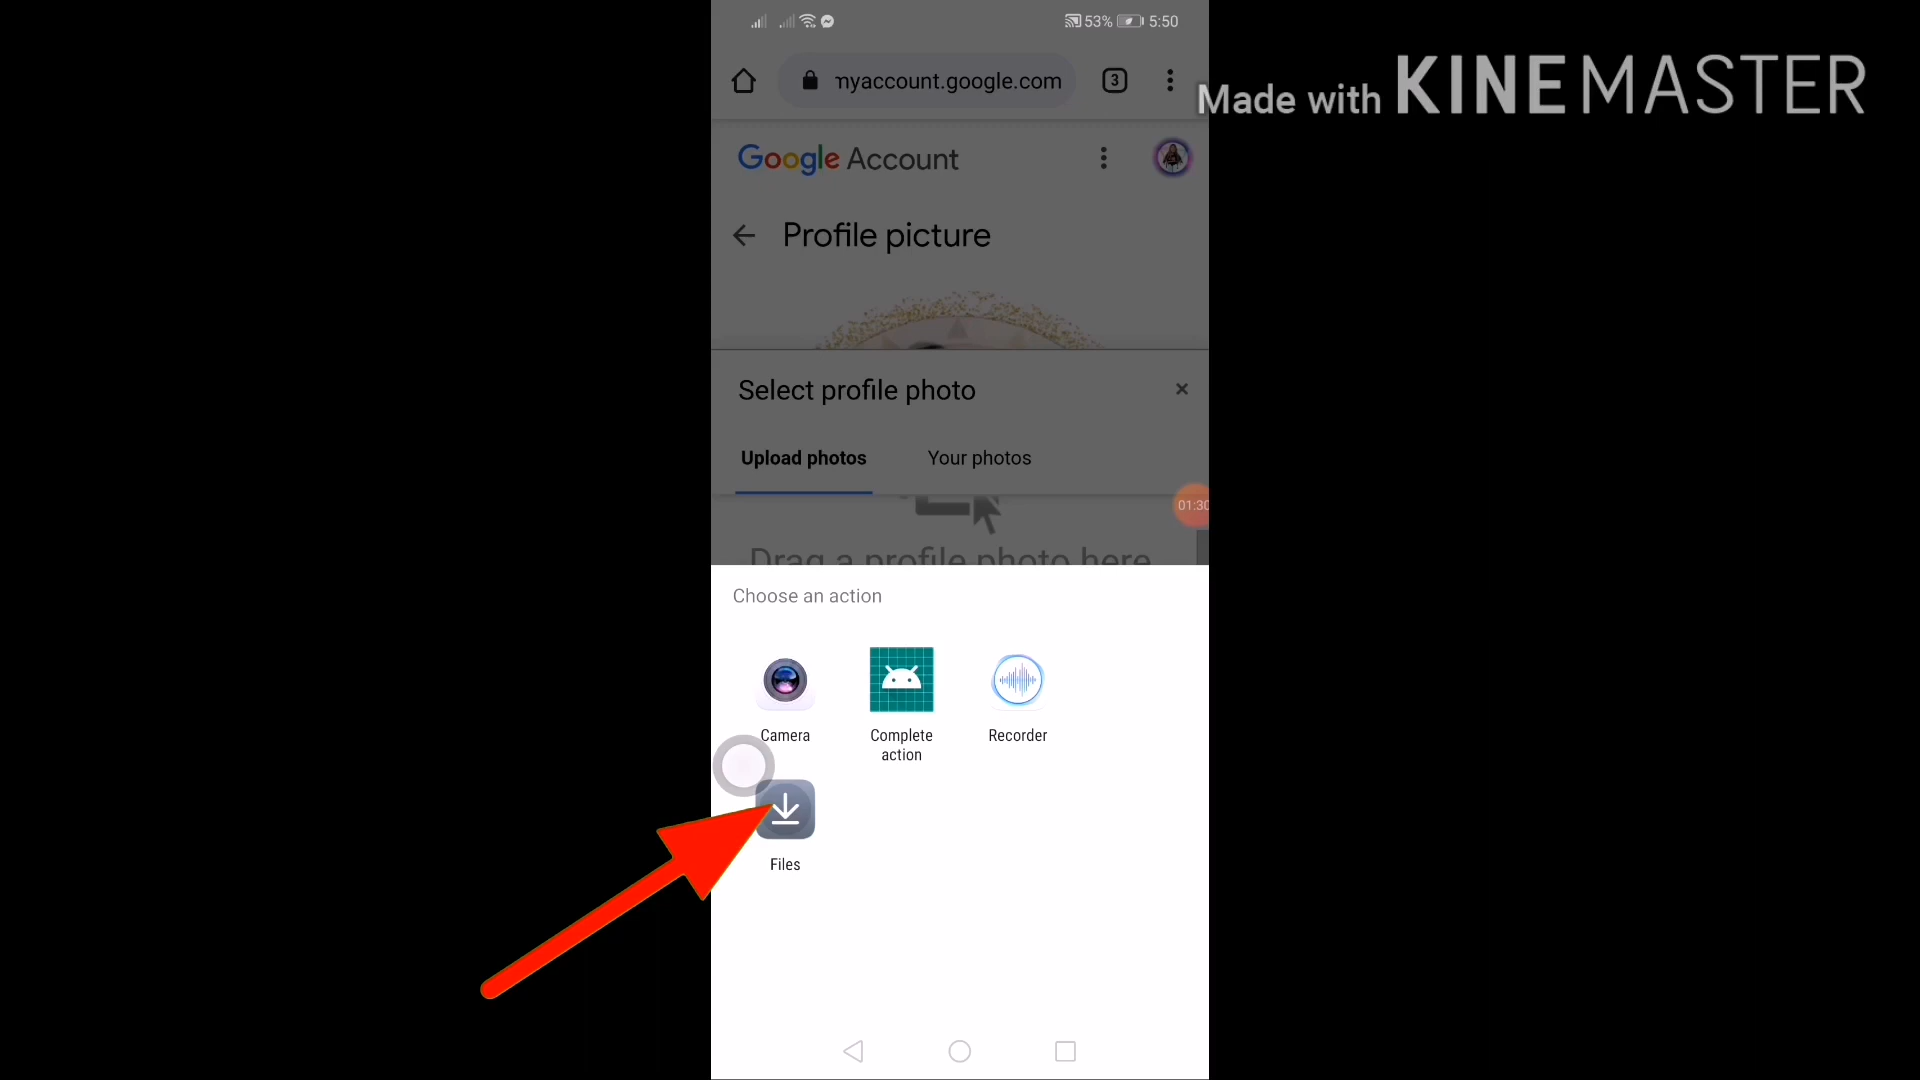 53% 5:50
nyaccount.google.com 3
Made with KINEMASTER
Google Account
Profile picture
Select profile photo
Upload photos Your photos
01:30
Drag a profile photo here
Choose an action
Camera
Complete action
Recorder
Files